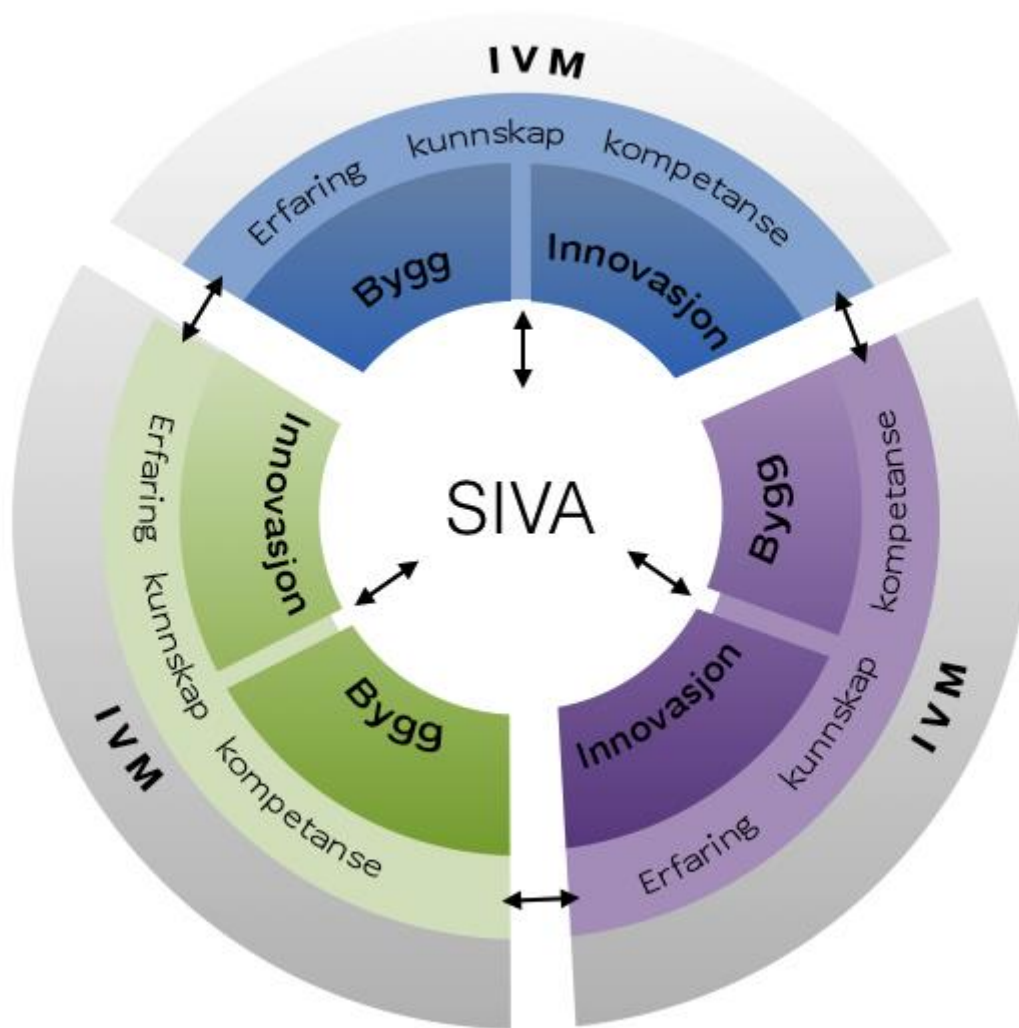 IVM
Erfaring kunnskap kompetanse
Bygg
Innovasjon
SIVA
Bygg
Innovasjon
Erfaring kunnskap kompetanse
IVM
Innovasjon
Bygg
Erfaring kunnskap kompetanse
IVM